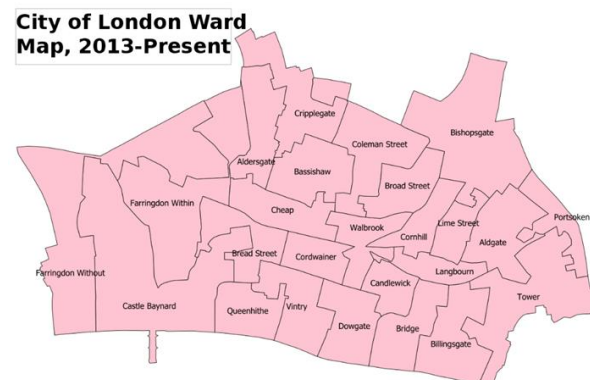 City of London Ward
Map, 2013-Present
Cripplegate
Bishopsgate
Coleman Street
Aldersgate
Bassishaw
Broad Street
Farringdon Within
Cheap
Portsoken
Walbrook
Lime Street
Cornhill
Aldgate
Bread Street
Cordwainer
Farringdon Without
Langbourn
Candlewick
Tower
Castle Baynard
Queenhithe
Vintry
Dowgate
Bridge
Billingsgate